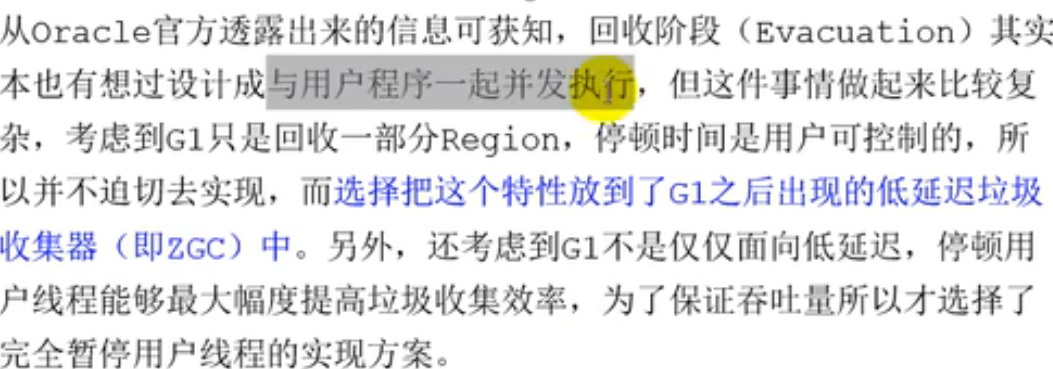 从Oracle官方透露出来的信息可获知，回收阶段（Evacuation）其实
本也有想过设计成与用户程序一起并发执行，但这件事情做起来比较复
杂，考虑到G1只是回收一部分Region，停顿时间是用户可控制的，所
以并不迫切去实现，而选择把这个特性放到了G1之后出现的低延迟垃圾
收集器（即ZGC）中。另外，还考虑到G1不是仅仅面向低延迟，停顿用
户线程能够最大幅度提高垃圾收集效率，为了保证吞吐量所以才选择了
完全暂停用户线程的实现方案。